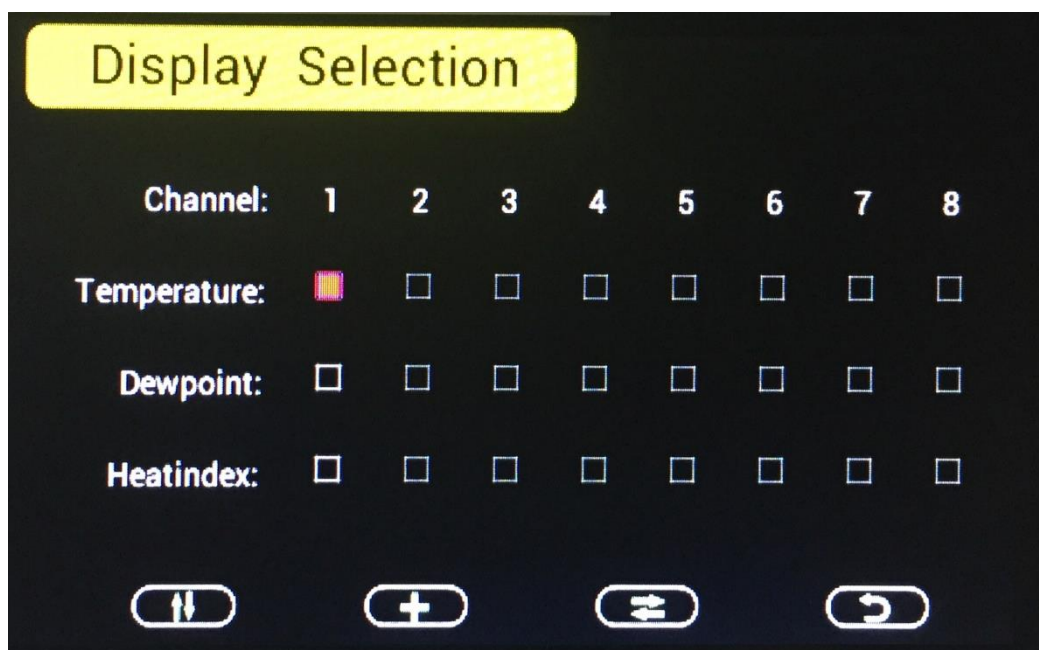 Display Selection
Channel: 1 2 3 4 5 6 7 8
Temperature:
Dewpoint:
Heatindex: